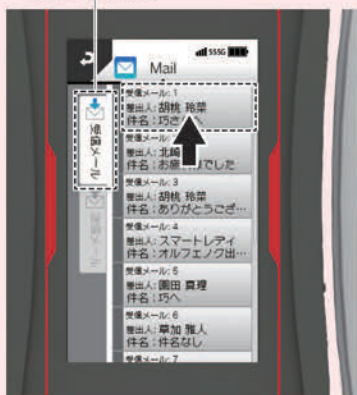 555G
Mail
受信メール
受信メール: 1
差出人: 胡桃 玲菜
件名: 巧さ
へ
受信メール:
差出人: 北崎
件名: お疲
でした
受信メール: 3
差出人: 胡桃 玲菜
件名: ありがとうござ…
受信メール: 4
差出人: スマートレディ
件名: オルフェノク出…
受信メール: 5
差出人: 園田 真理
件名: 巧へ
受信メール: 6
差出人: 草加 雅人
件名: 件名なし
受信メール: 7